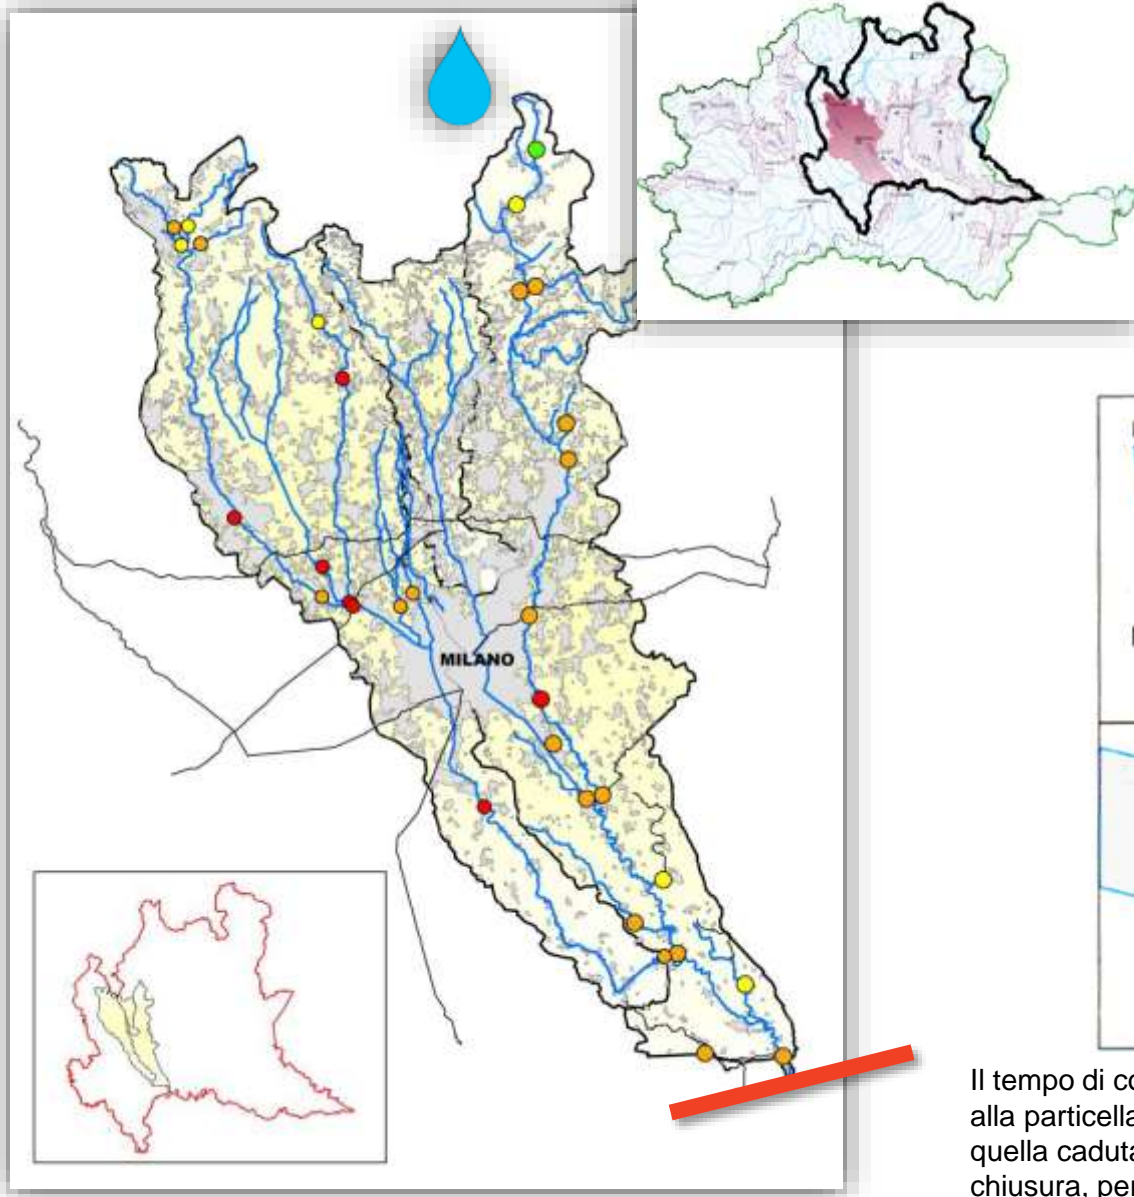 MILANO
Il tempo di co
alla particella
quella caduta
chiusura, per